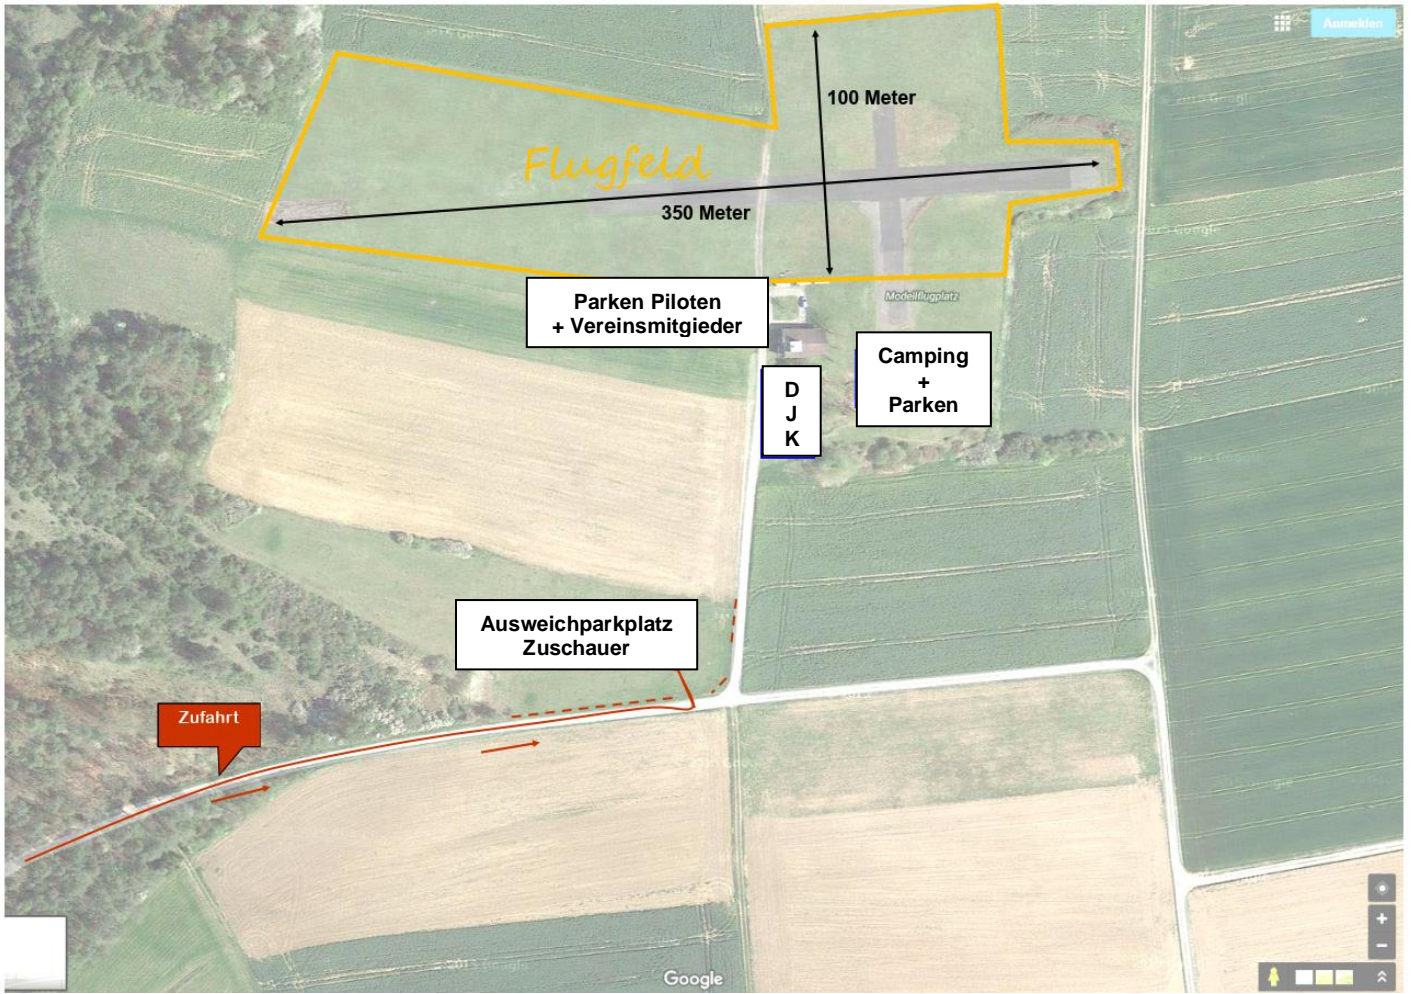 Anmelden
100 Meter
Flugfeld
350 Meter
Modellflugplatz
Parken Piloten
+ Vereinsmitgieder
Camping
+
Parken
D
J
K
Ausweichparkplatz
Zuschauer
Zufahrt
Google